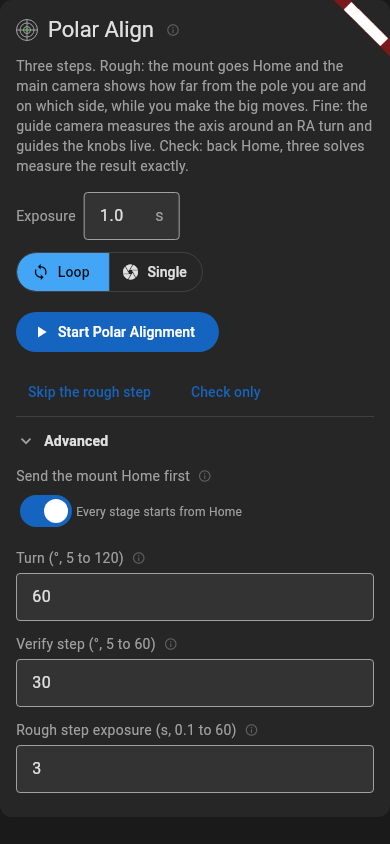 Polar Align
Three steps. Rough: the mount goes Home and the
main camera shows how far from the pole you are and
on which side, while you make the big moves. Fine: the
guide camera measures the axis around an RA turn and
guides the knobs live. Check: back Home, three solves
measure the result exactly.
Exposure 1.0 s
Loop Single
Start Polar Alignment
Skip the rough step Check only
Advanced
Send the mount Home first
Every stage starts from Home
Turn (°, 5 to 120)
60
Verify step (°, 5 to 60)
30
Rough step exposure (s, 0.1 to 60)
3